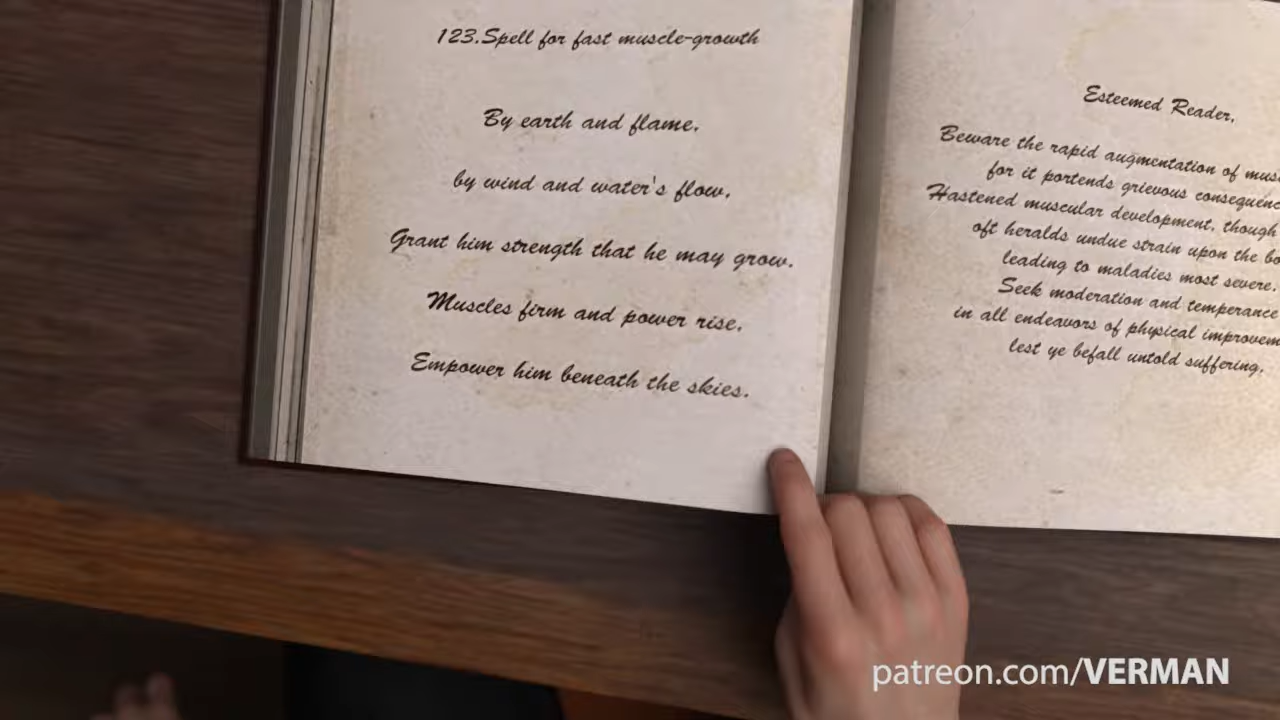 123.Spell for fast muscle-growth
By earth and flame,
by wind and water's flow,
Grant him strength that he may grow.
Muscles firm and power rise,
Empower him beneath the skies.
Esteemed Reader,
Beware the rapid augmentation of
for it portends grievous
Hastened muscular development, though
oft heralds undue strain upon the
leading to maladies most severe.
Seek moderation and temperance
in all endeavors of physical
lest ye befall untold suffering.
patreon.com/VERMAN